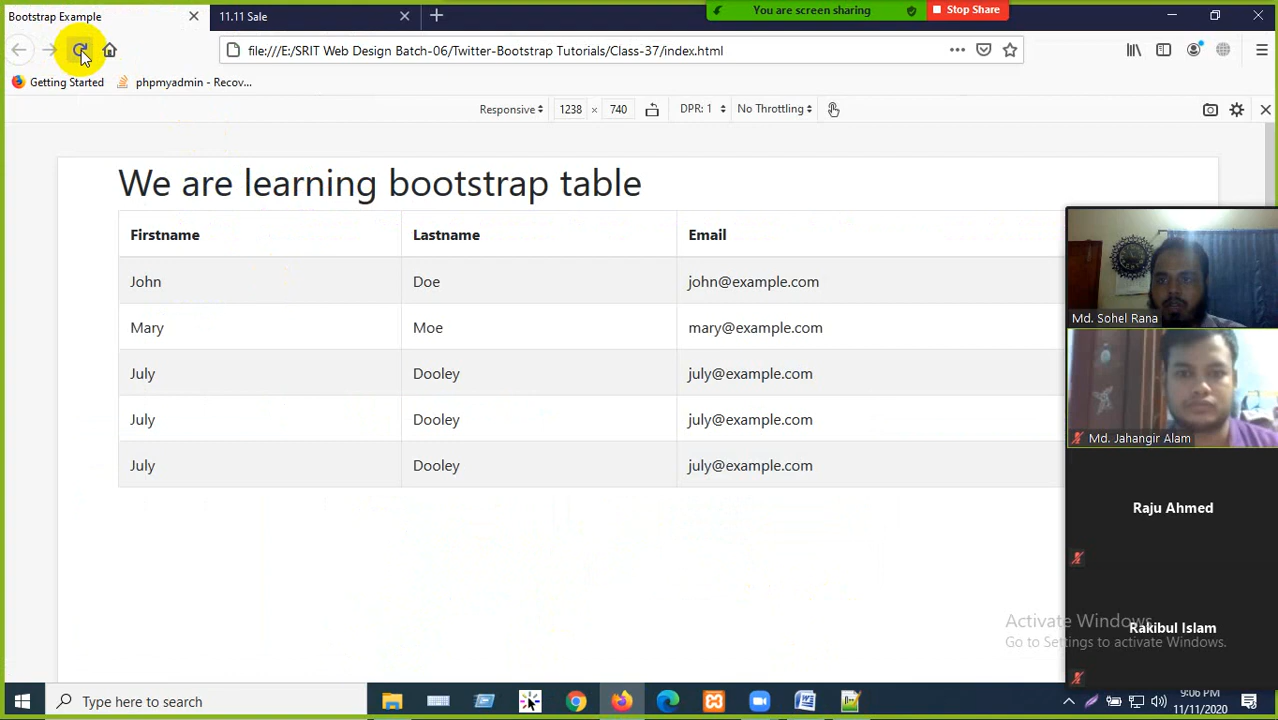 Bootstrap Example
11.11 Sale
You are screen sharing
Stop Share
file:///E:/SRIT Web Design Batch-06/Twitter-Bootstrap Tutorials/Class-37/index.html
Getting Started
phpmyadmin - Recov...
Responsive
1238 × 740
DPR: 1
No Throttling
We are learning bootstrap table
Firstname Lastname Email
John Doe john@example.com
Mary Moe mary@example.com
July Dooley july@example.com
July Dooley july@example.com
July Dooley july@example.com
Md. Sohel Rana
Md. Jahangir Alam
Raju Ahmed
Rakibul Islam
Activate Windows
Go to Settings to activate Windows.
Type here to search
9:06 PM
11/11/2020